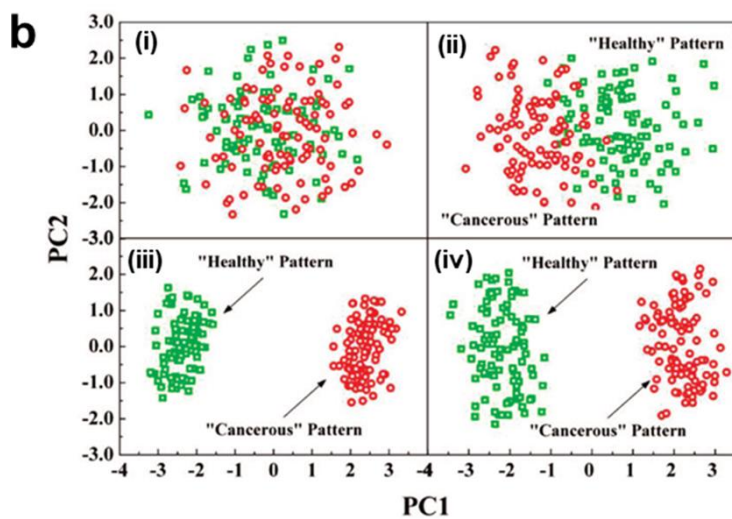 b
(i)
(ii)
"Healthy" Pattern
"Cancerous" Pattern
3.0
2.0
1.0
0.0
-1.0
-2.0
-3.0
(iii)
"Healthy" Pattern
"Cancerous" Pattern
(iv)
"Healthy" Pattern
"Cancerous" Pattern
2.0
1.0
0.0
-1.0
-2.0
3.0
PC2
-4 -3 -2 -1 0 1 2 3 -4 -3 -2 -1 0 1 2 3
PC1